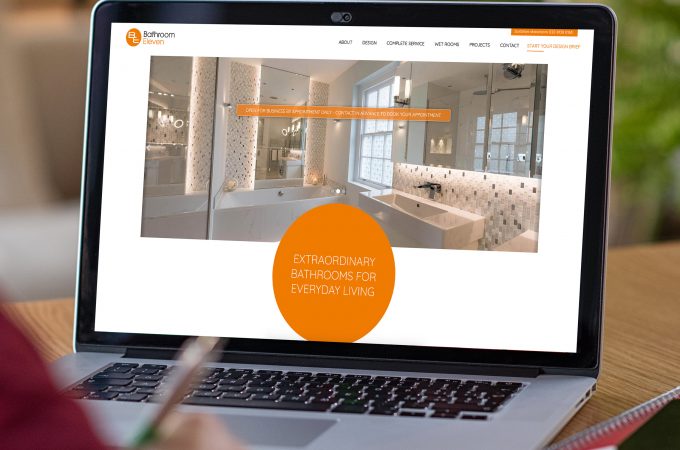 Bathroom
Eleven
ABOUT
DESIGN
COMPLETE SERVICE
WET ROOMS
PROJECTS
CONTACT
START YOUR DESIGN BRIEF
OPEN FOR BUSINESS BY APPOINTMENT ONLY - CONTACT IN ADVANCE TO BOOK YOUR APPOINTMENT
EXTRAORDINARY
BATHROOMS FOR
EVERYDAY LIVING